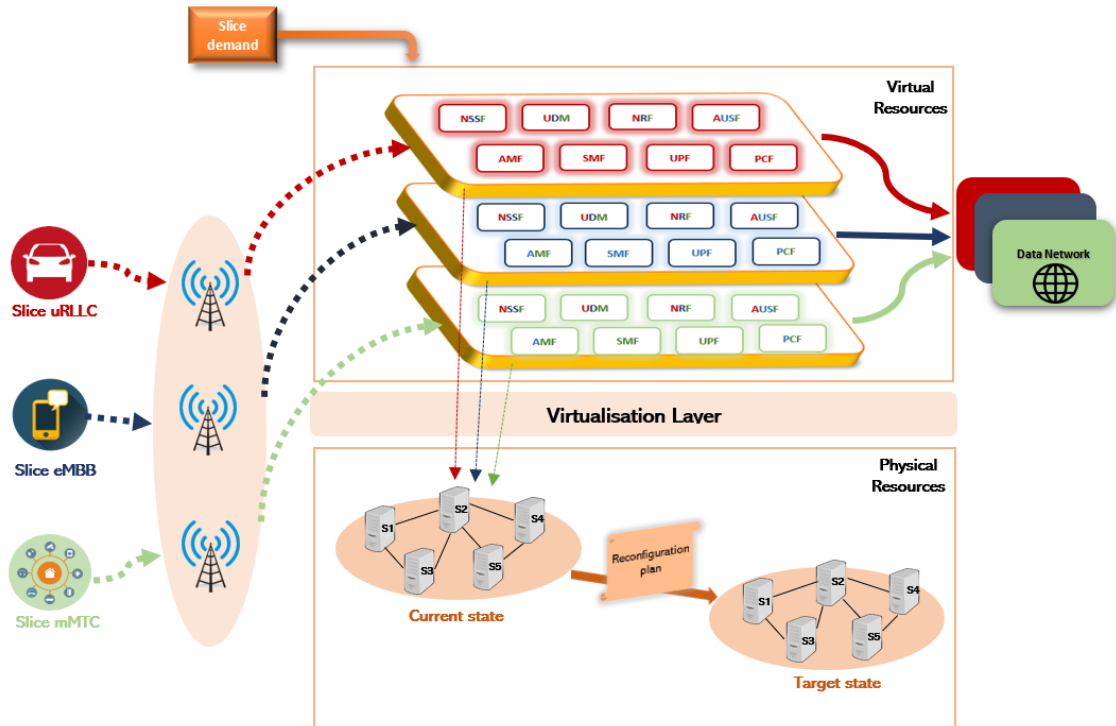 Slice
demand
Virtual
Resources
NSSF
UDM
NRF
AUSF
AMF
SMF
UPF
PCF
NSSF
UDM
NRF
AUSF
AMF
SMF
UPF
PCF
NSSF
UDM
NRF
AUSF
AMF
SMF
UPF
PCF
Slice uRLLC
Slice eMBB
Slice mMTC
Data Network
Virtualisation Layer
Physical
Resources
S1
S2
S4
S3
S5
Current state
Reconfiguration
plan
S1
S2
S4
S3
S5
Target state